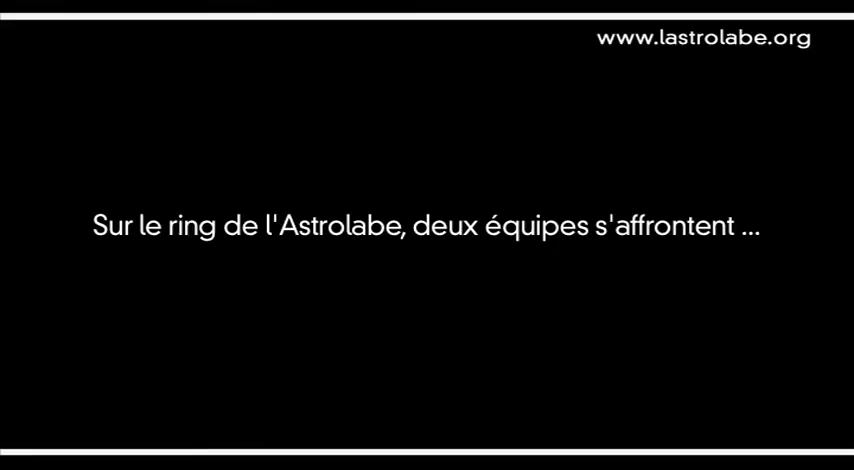 www.lastrolabe.org
Sur le ring de l'Astrolabe, deux équipes s'affrontent ...